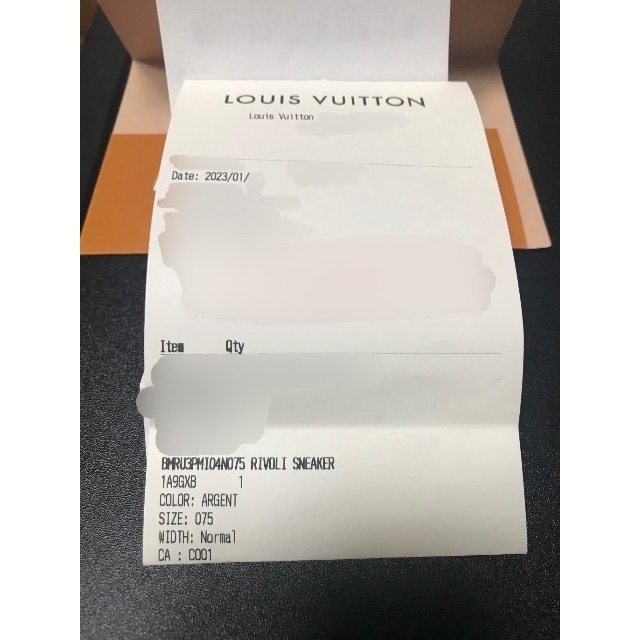 LOUIS VUITTON
Louis Vuitton
Date: 2023/01/
Item Qty
BMRU3PMI04N075 RIVOLI SNEAKER
1A9GXB 1
COLOR: ARGENT
SIZE: 075
WIDTH: Normal
CA : C001